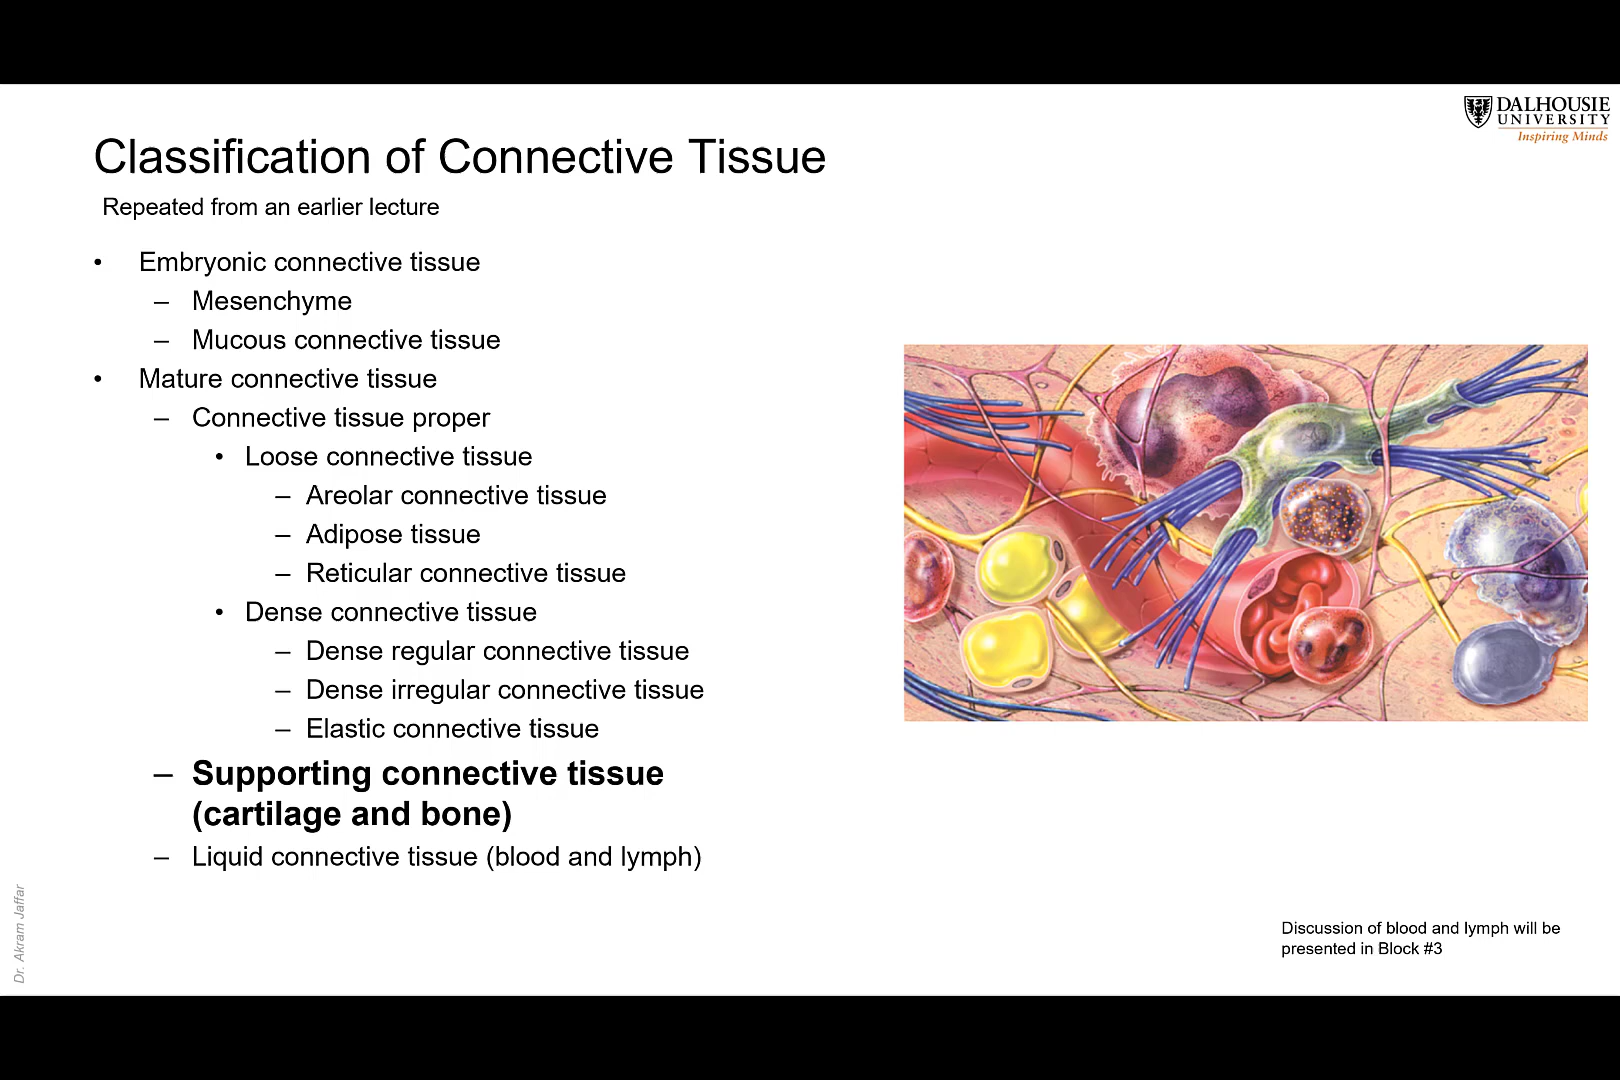 DALHOUSIE
UNIVERSITY
Inspiring Minds
Classification of Connective Tissue
Repeated from an earlier lecture
• Embryonic connective tissue
– Mesenchyme
– Mucous connective tissue
• Mature connective tissue
– Connective tissue proper
• Loose connective tissue
– Areolar connective tissue
– Adipose tissue
– Reticular connective tissue
• Dense connective tissue
– Dense regular connective tissue
– Dense irregular connective tissue
– Elastic connective tissue
– Supporting connective tissue
(cartilage and bone)
– Liquid connective tissue (blood and lymph)
Dr. Akram Jaffar
Discussion of blood and lymph will be
presented in Block #3